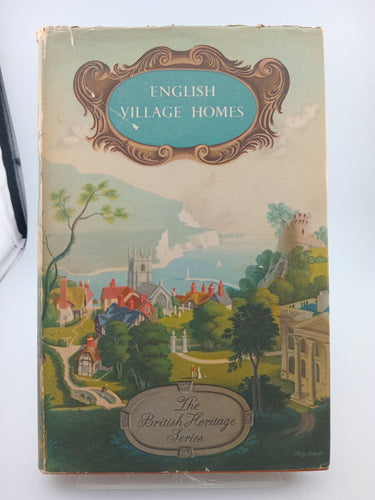 ENGLISH
VILLAGE HOMES
The
British Heritage
Series